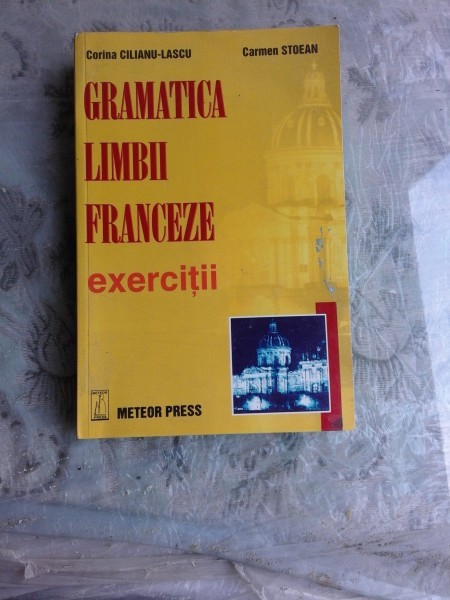 Corina CILIANU-LASCU Carmen STOEAN
GRAMATICA
LIMBII
FRANCEZE
exerciții
METEOR PRESS